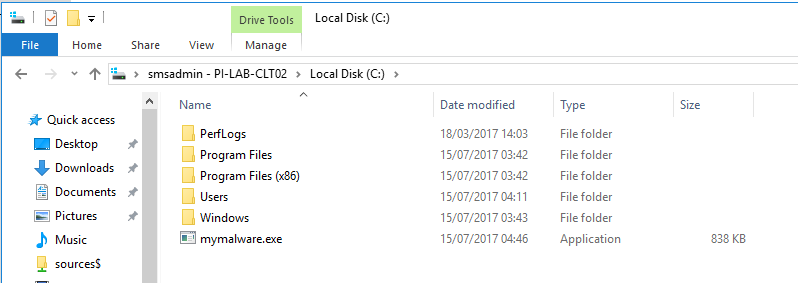 Drive Tools Local Disk (C:)
File Home Share View Manage
smsadmin - PI-LAB-CLT02 Local Disk (C:)
Name Date modified Type Size
Quick access
Desktop
Downloads
Documents
Pictures
Music
sources$
PerfLogs 18/03/2017 14:03 File folder
Program Files 15/07/2017 03:42 File folder
Program Files (x86) 15/07/2017 03:42 File folder
Users 15/07/2017 04:11 File folder
Windows 15/07/2017 03:43 File folder
mymalware.exe 15/07/2017 04:46 Application 838 KB